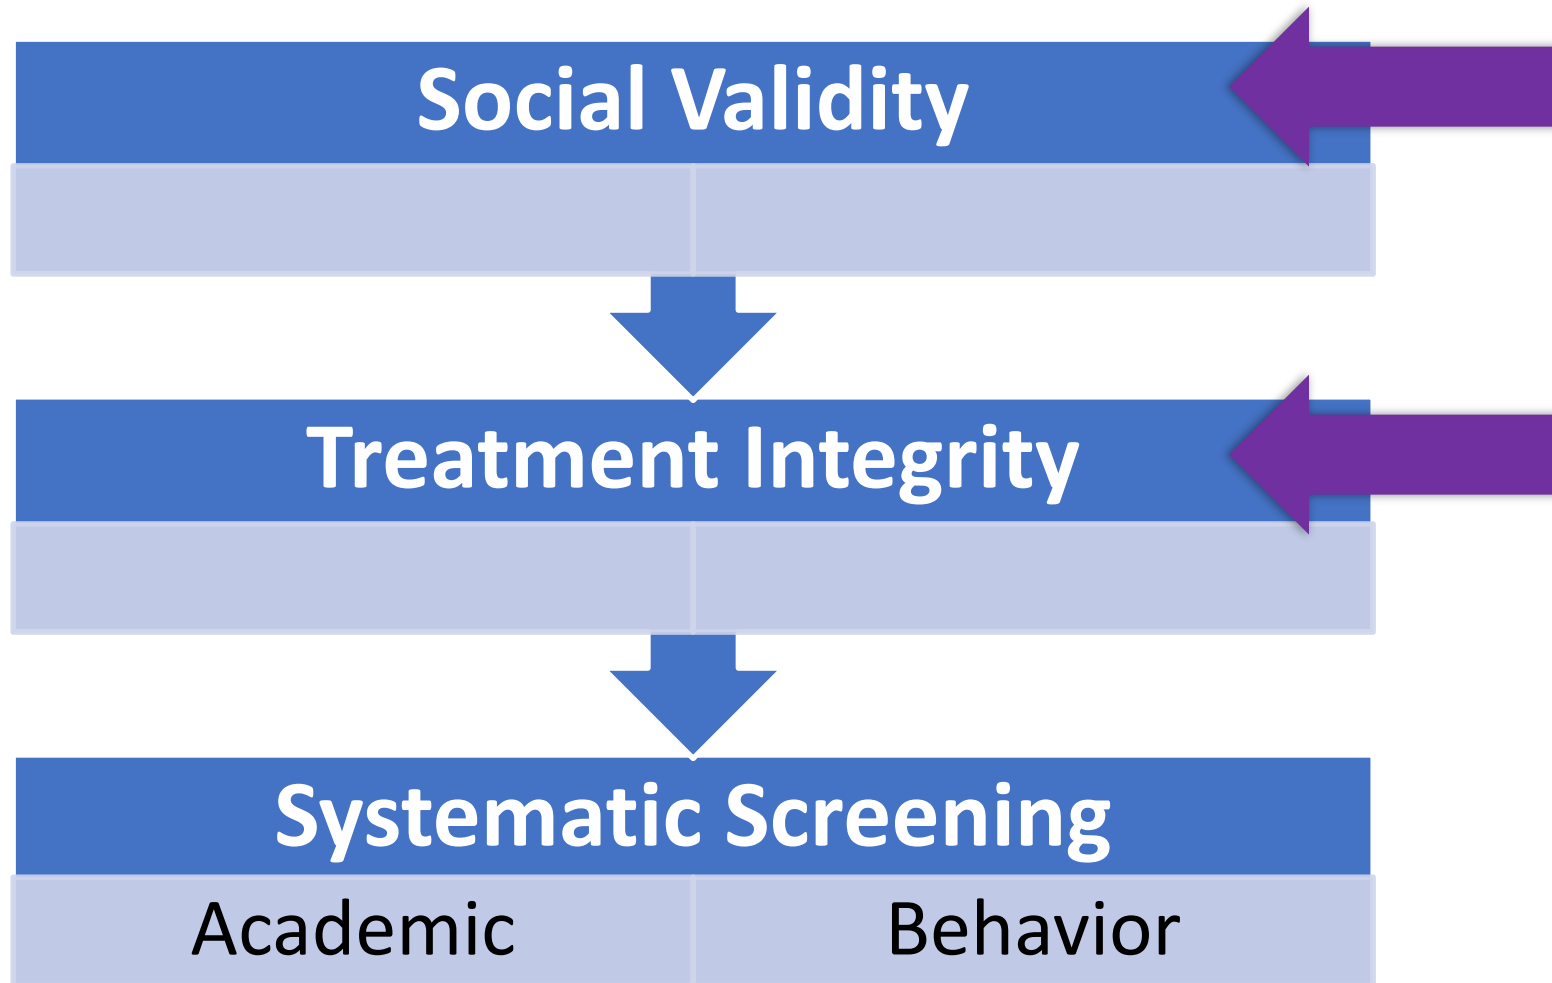 Social Validity
Treatment Integrity
Systematic Screening
Academic Behavior